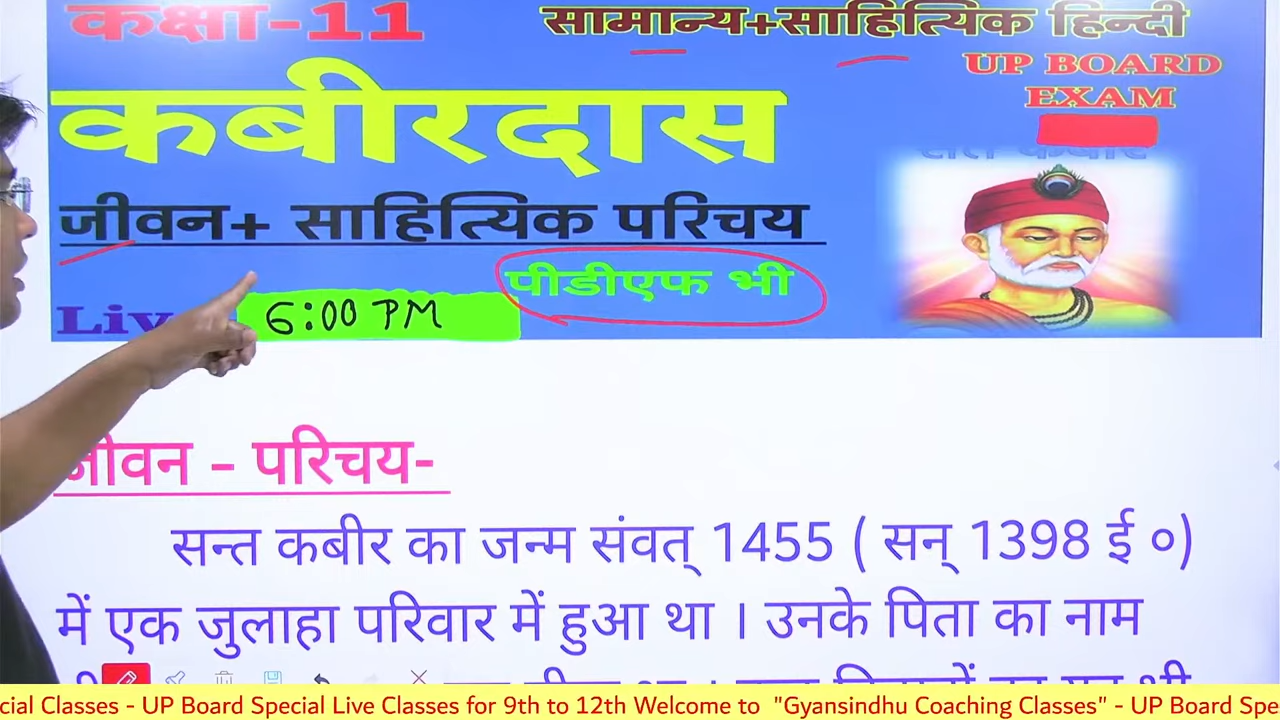 कक्षा-11
सामान्य+साहित्यिक हिन्दी
UP BOARD
EXAM
कबीरदास
जीवन+ साहित्यिक परिचय
पीडीएफ भी
6:00 PM
जीवन - परिचय-
सन्त कबीर का जन्म संवत् 1455 ( सन् 1398 ई ०)
में एक जुलाहा परिवार में हुआ था । उनके पिता का नाम
cial Classes - UP Board Special Live Classes for 9th to 12th Welcome to "Gyansindhu Coaching Classes" - UP Board Spe